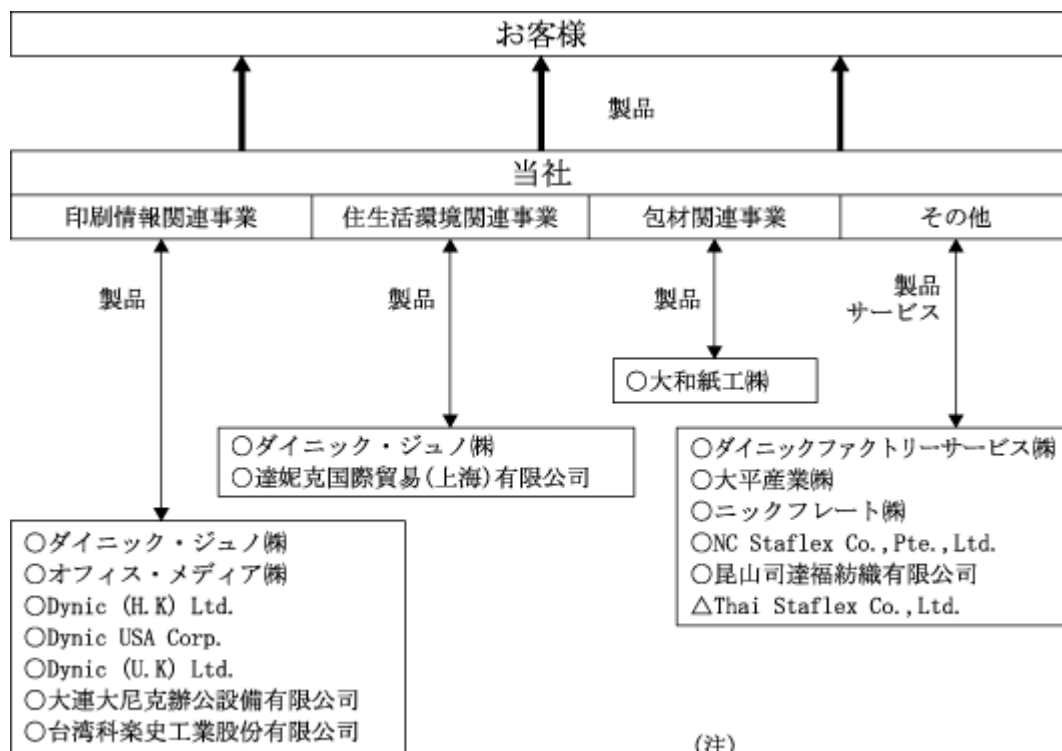 お客様
製品
当社
印刷情報関連事業
住生活環境関連事業
包材関連事業
その他
製品
製品
製品
製品
サービス
○大和紙工㈱
○ダイニック・ジュノ㈱
○達妮克国際貿易(上海)有限公司
○ダイニックファクトリーサービス㈱
○大平産業㈱
○ニックフレート㈱
○NC Staflex Co.,Pte.,Ltd.
○昆山司達福紡織有限公司
△Thai Staflex Co.,Ltd.
○ダイニック・ジュノ㈱
○オフィス・メディア㈱
○Dynic (H.K) Ltd.
○Dynic USA Corp.
○Dynic (U.K) Ltd.
○大連大尼克辦公設備有限公司
○台湾科楽史工業股份有限公司
(注)